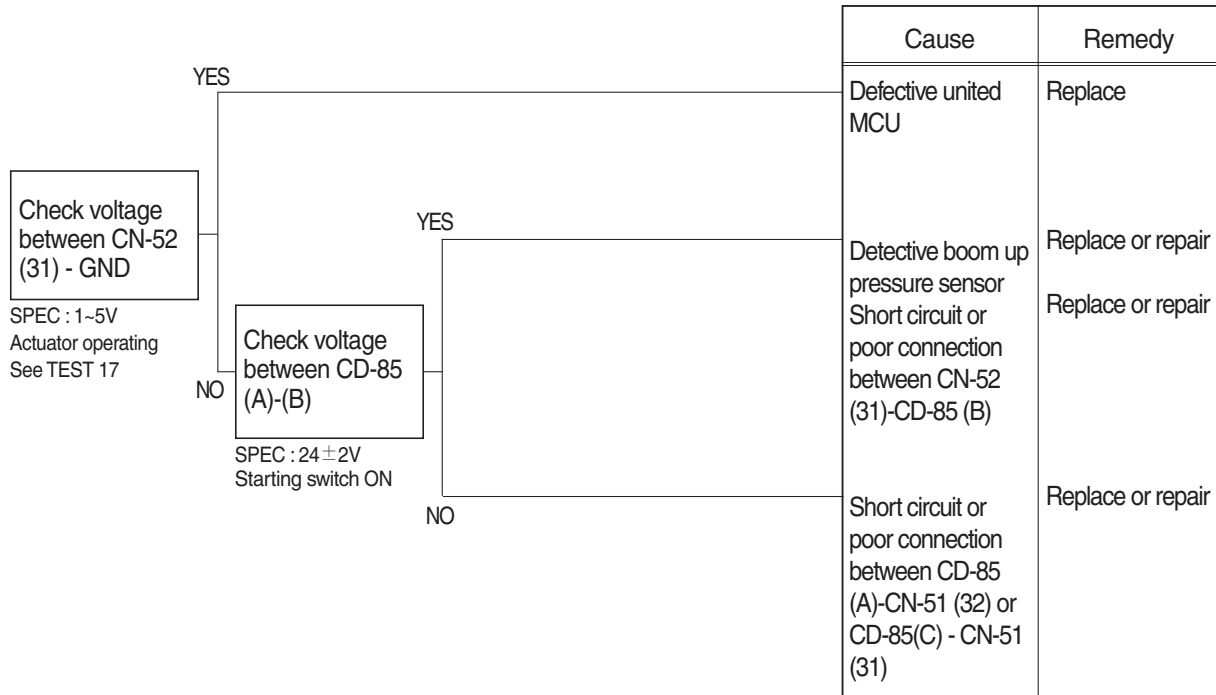 Cause
Remedy
YES
Defective united
MCU
Replace
Check voltage
between CN-52
(31) - GND
SPEC : 1~5V
Actuator operating
See TEST 17
YES
Detective boom up
pressure sensor
Replace or repair
Short circuit or
poor connection
between CN-52
(31)-CD-85 (B)
Replace or repair
NO
Check voltage
between CD-85
(A)-(B)
SPEC : 24±2V
Starting switch ON
NO
Short circuit or
poor connection
between CD-85
(A)-CN-51 (32) or
CD-85(C) - CN-51
(31)
Replace or repair